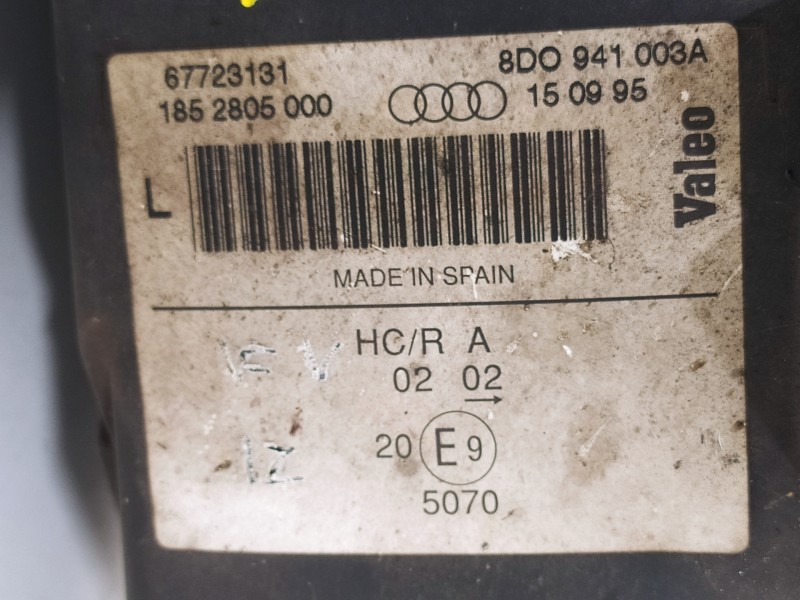 67723131 8DO 941 003A
185 2805 000 15 09 95
Valeo
L
MADE IN SPAIN
HC/R A
02 02
20 E9
5070